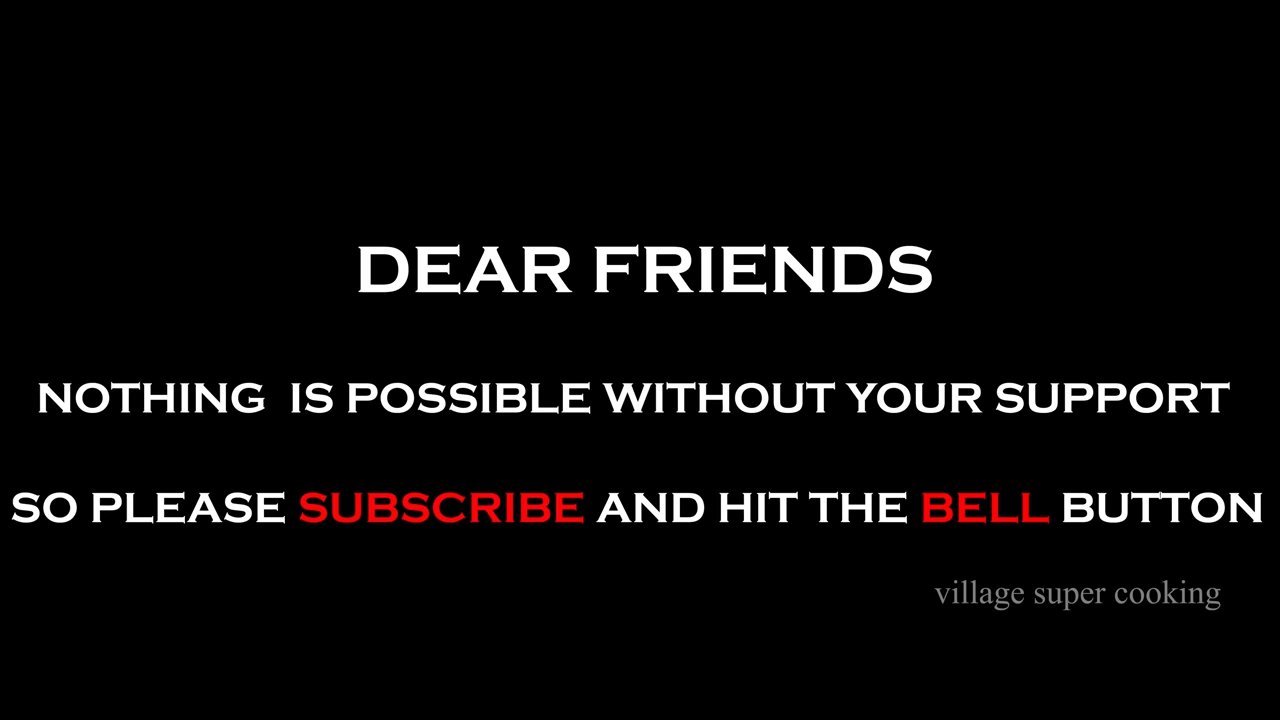 DEAR FRIENDS
NOTHING IS POSSIBLE WITHOUT YOUR SUPPORT
SO PLEASE SUBSCRIBE AND HIT THE BELL BUTTON
village super cooking